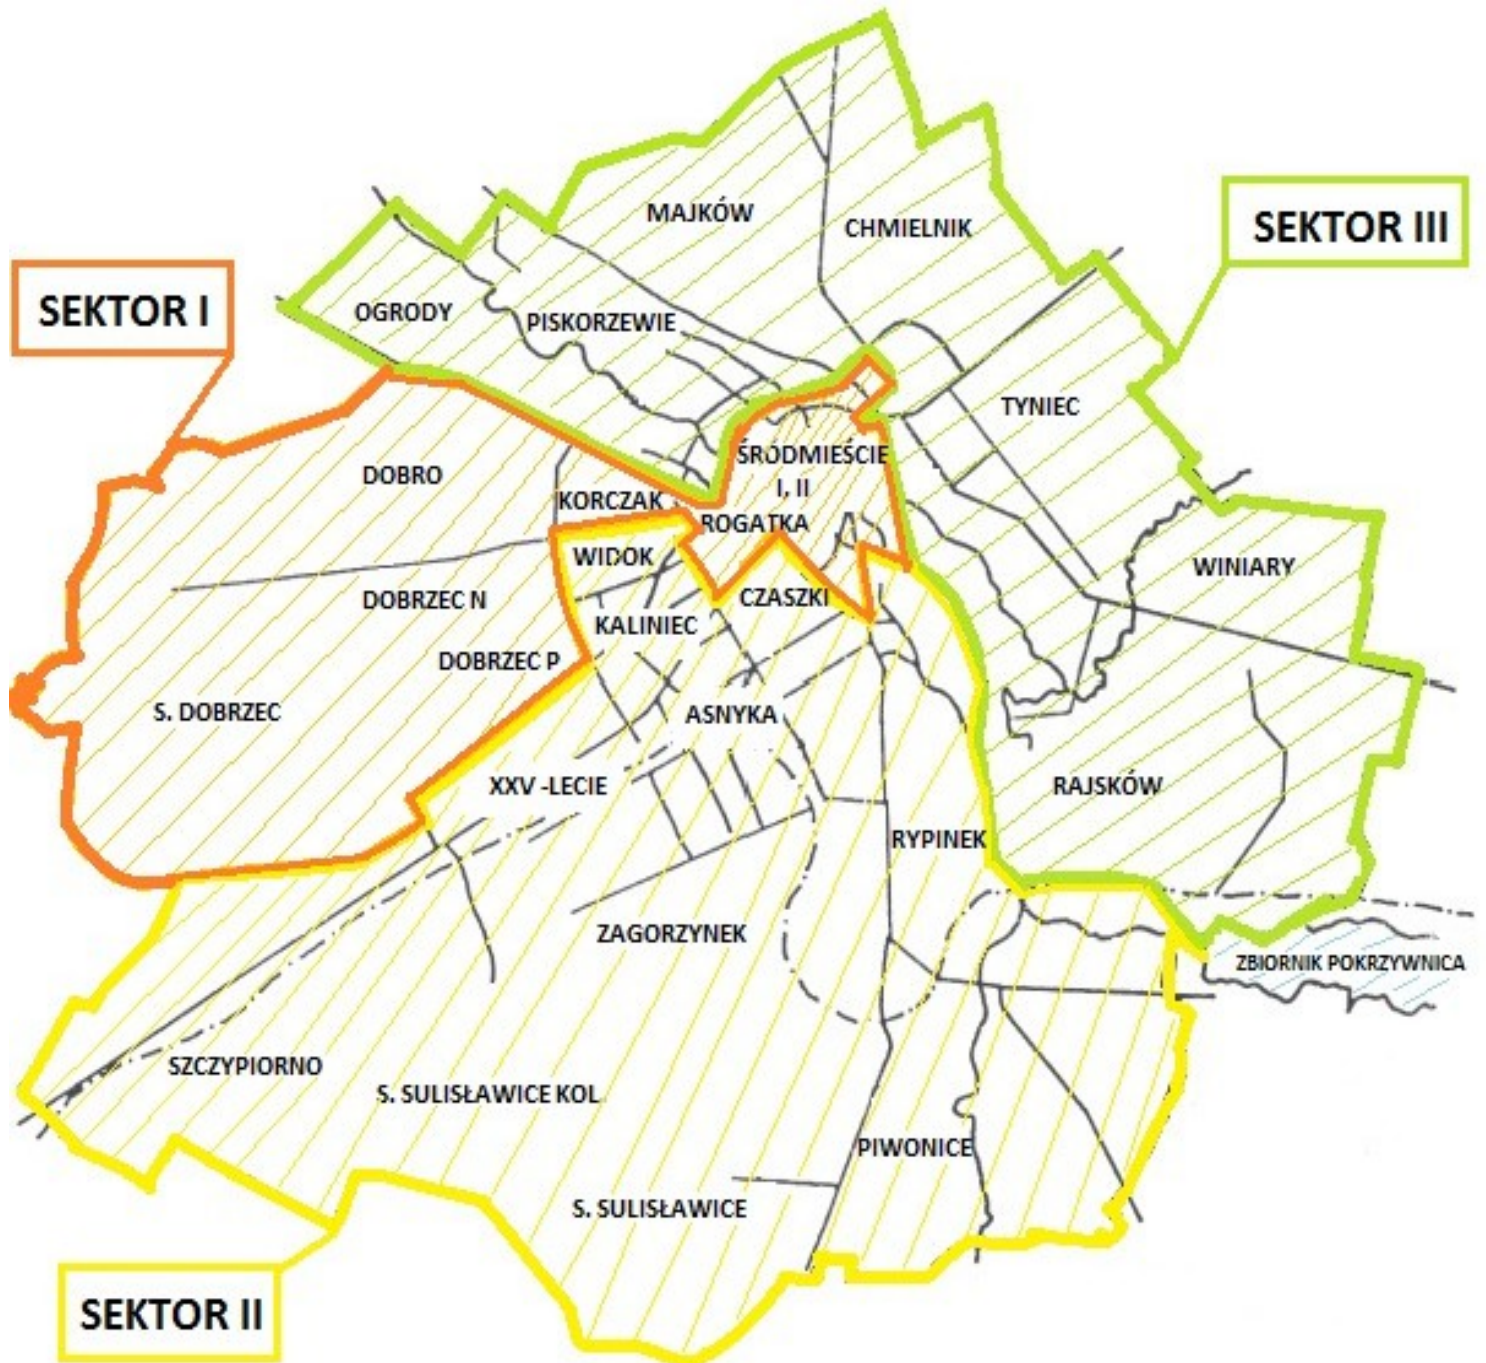 MAJKÓW
CHMIELNIK
SEKTOR III
SEKTOR I
OGRODY
PISKORZEWIE
TYNIEC
ŚRÓDMIEŚCIE
I, II
DOBRO
KORCZAK
ROGATKA
WIDOK
WINIARY
DOBRZEC N
CZASZKI
KALINIEC
DOBRZEC P
S. DOBRZEC
ASNYKA
XXV -LECIE
RAJSKÓW
RYPINEK
ZAGORZYNEK
ZBIORNIK POKRZYWNICA
SZCZYPIORNO
S. SULISŁAWICE KOL.
PIWONICE
S. SULISŁAWICE
SEKTOR II